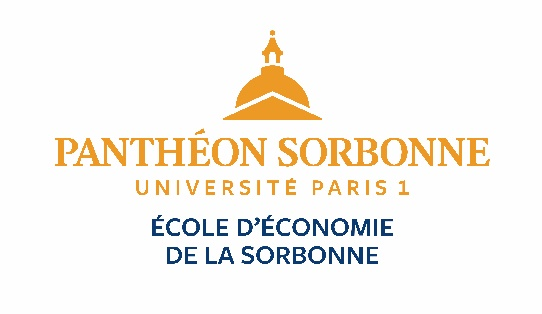 PANTHÉON SORBONNE
UNIVERSITÉ PARIS 1
ÉCOLE D’ÉCONOMIE
DE LA SORBONNE